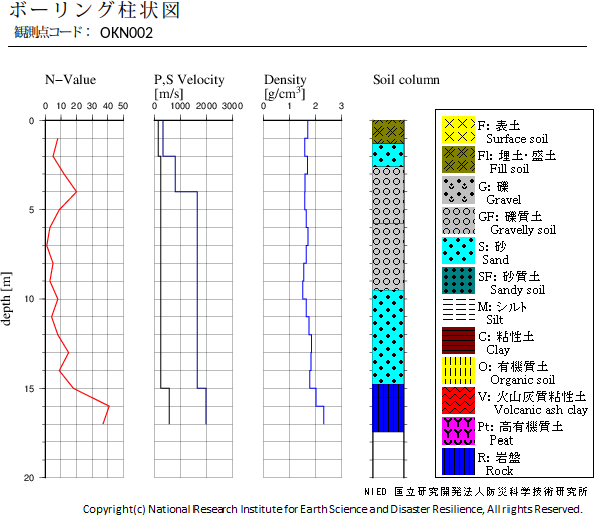 ボーリング柱状図
観測点コード： OKN002
N−Value P,S Velocity Density Soil column
[m/s] [g/cm³]
0 10 20 30 40 50 0 1000 2000 3000 0 1 2 3
0
5
10
15
20
depth [m]
F: 表土
Surface soil
Fl: 埋土・盛土
Fill soil
G: 礫
Gravel
GF: 礫質土
Gravelly soil
S: 砂
Sand
SF: 砂質土
Sandy soil
M: シルト
Silt
C: 粘性土
Clay
O: 有機質土
Organic soil
V: 火山灰質粘性土
Volcanic ash clay
Pt: 高有機質土
Peat
R: 岩盤
Rock
NIED 国立研究開発法人防災科学技術研究所
Copyright(c) National Research Institute for Earth Science and Disaster Resilience, All rights Reserved.